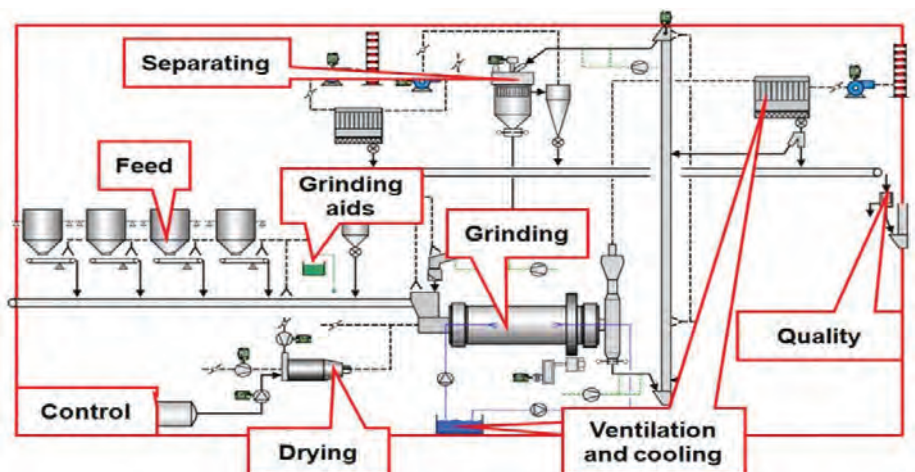 Separating
Feed
Grinding
aids
Grinding
Quality
Control
Drying
Ventilation
and cooling